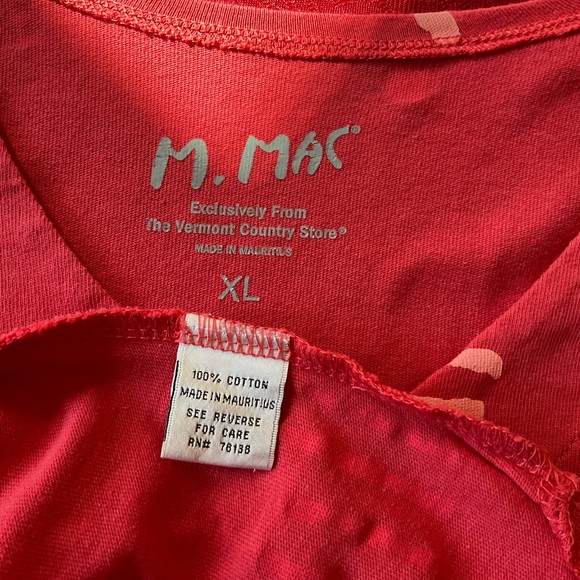 M. MAC®
Exclusively From
The Vermont Country Store®
MADE IN MAURITIUS
XL
100% COTTON
MADE IN MAURITIUS
SEE REVERSE
FOR CARE
RN# 76138